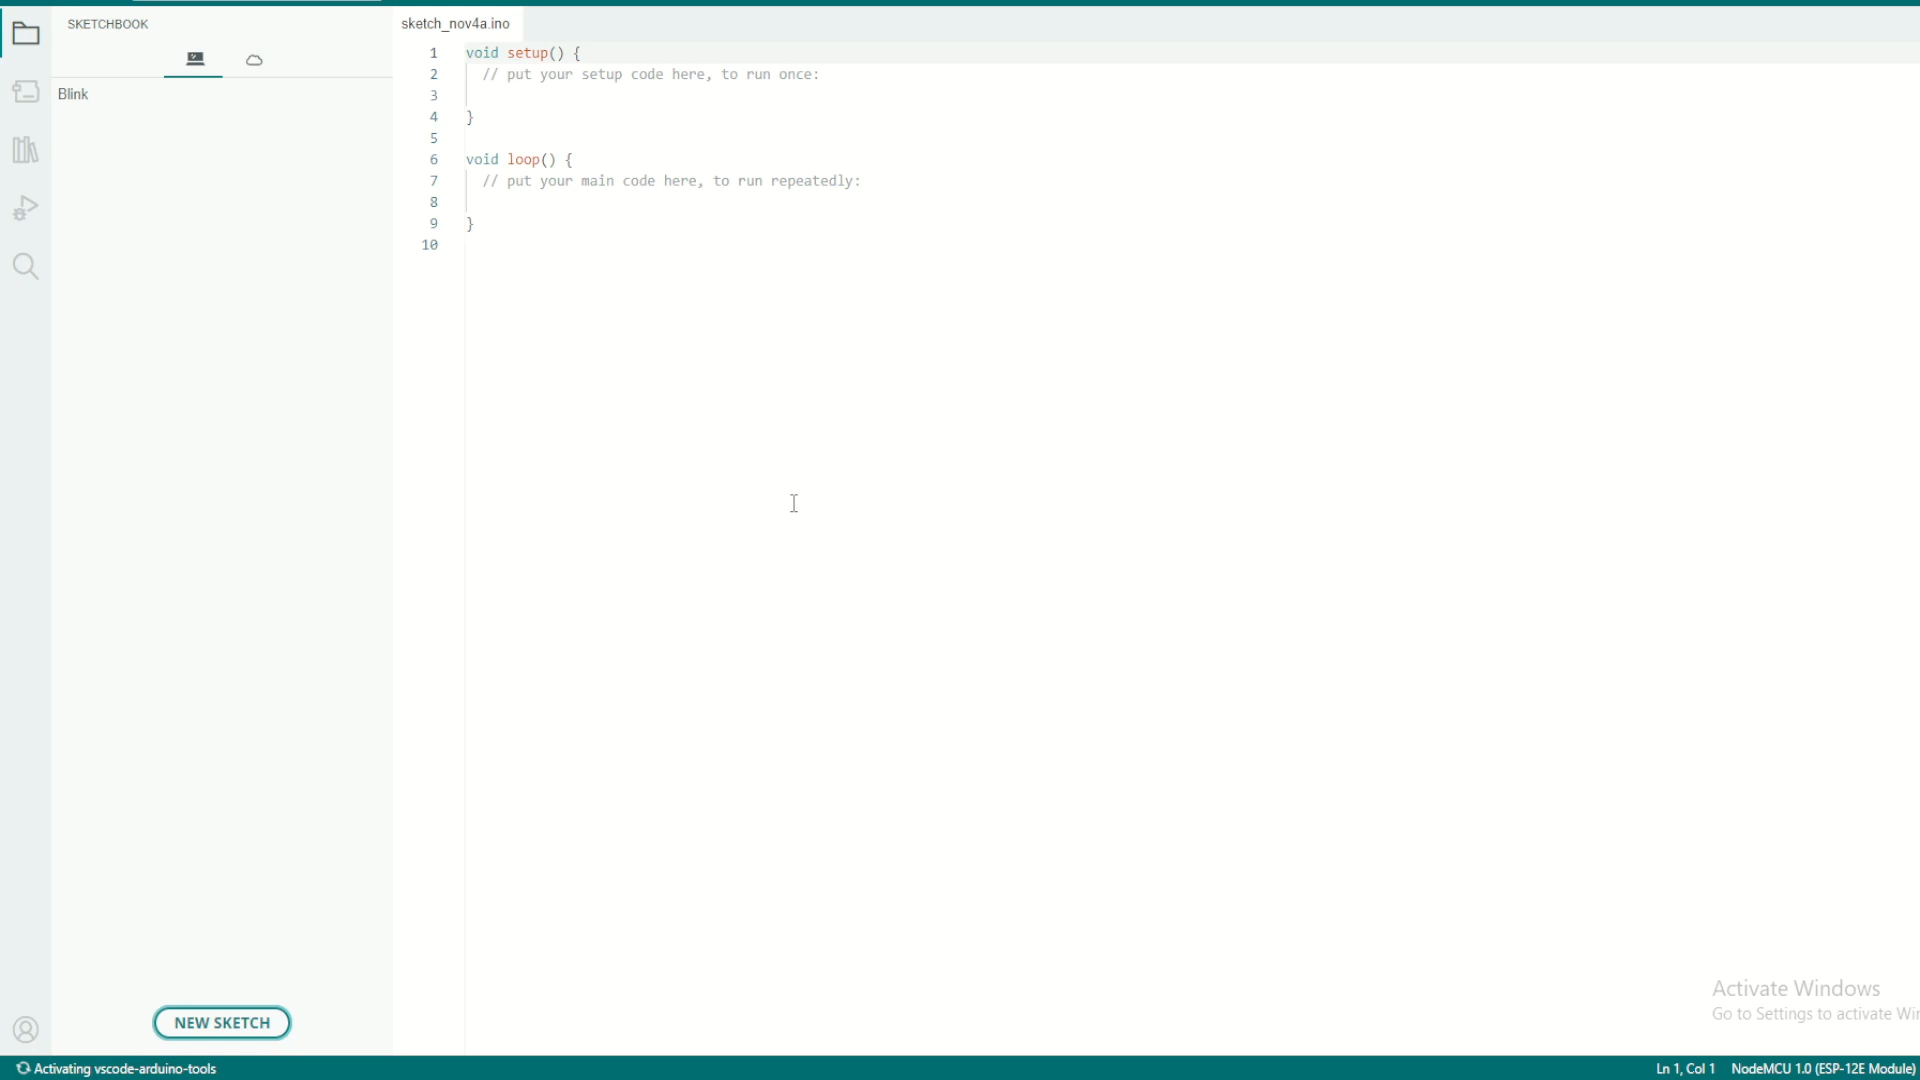 SKETCHBOOK
Blink
NEW SKETCH
sketch_nov4a.ino
1 void setup() {
2 // put your setup code here, to run once:
3
4 }
5
6 void loop() {
7 // put your main code here, to run repeatedly:
8
9 }
10
Activate Windows
Go to Settings to activate
Activating vscode-arduino-tools
Ln 1, Col 1 NodeMCU 1.0 (ESP-12E Module)